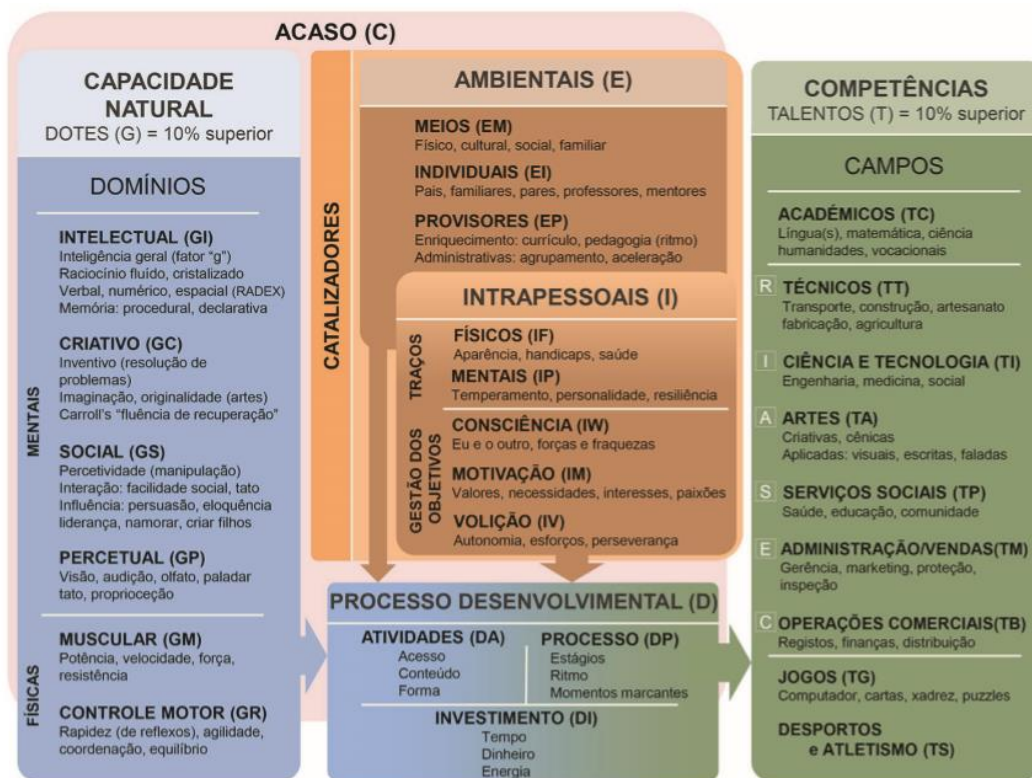 ACASO (C)
CAPACIDADE
NATURAL
DOTES (G) = 10% superior
DOMÍNIOS
MENTAIS
INTELECTUAL (GI)
Inteligência geral (fator “g”)
Raciocínio fluído, cristalizado
Verbal, numérico, espacial (RADEX)
Memória: procedural, declarativa
CRIATIVO (GC)
Inventivo (resolução de
problemas)
Imaginação, originalidade (artes)
Carroll's “fluência de recuperação”
SOCIAL (GS)
Percetividade (manipulação)
Interação: facilidade social, tato
Influência: persuasão, eloquência
liderança, namorar, criar filhos
PERCETUAL (GP)
Visão, audição, olfato, paladar
tato, proprioceção
FÍSICAS
MUSCULAR (GM)
Potência, velocidade, força,
resistência
CONTROLE MOTOR (GR)
Rapidez (de reflexos), agilidade,
coordenação, equilíbrio
CATALIZADORES
AMBIENTAIS (E)
MEIOS (EM)
Físico, cultural, social, familiar
INDIVIDUAIS (EI)
Pais, familiares, pares, professores, mentores
PROVISORES (EP)
Enriquecimento: currículo, pedagogia (ritmo)
Administrativas: agrupamento, aceleração
INTRAPESSOAIS (I)
TRAÇOS
FÍSICOS (IF)
Aparência, handicaps, saúde
MENTAIS (IP)
Temperamento, personalidade, resiliência
GESTÃO DOS
OBJETIVOS
CONSCIÊNCIA (IW)
Eu e o outro, forças e fraquezas
MOTIVAÇÃO (IM)
Valores, necessidades, interesses, paixões
VOLIÇÃO (IV)
Autonomia, esforços, perseverança
PROCESSO DESENVOLVIMENTAL (D)
ATIVIDADES (DA)
Acesso
Conteúdo
Forma
PROCESSO (DP)
Estágios
Ritmo
Momentos marcantes
INVESTIMENTO (DI)
Tempo
Dinheiro
Energia
COMPETÊNCIAS
TALENTOS (T) = 10% superior
CAMPOS
ACADÉMICOS (TC)
Língua(s), matemática, ciência
humanidades, vocacionais
R TÉCNICOS (TT)
Transporte, construção, artesanato
fabricação, agricultura
I CIÊNCIA E TECNOLOGIA (TI)
Engenharia, medicina, social
A ARTES (TA)
Criativas, cênicas
Aplicadas: visuais, escritas, faladas
S SERVIÇOS SOCIAIS (TP)
Saúde, educação, comunidade
E ADMINISTRAÇÃO/VENDAS(TM)
Gerência, marketing, proteção,
inspeção
C OPERAÇÕES COMERCIAIS(TB)
Registos, finanças, distribuição
JOGOS (TG)
Computador, cartas, xadrez, puzzles
DESPORTOS
e ATLETISMO (TS)